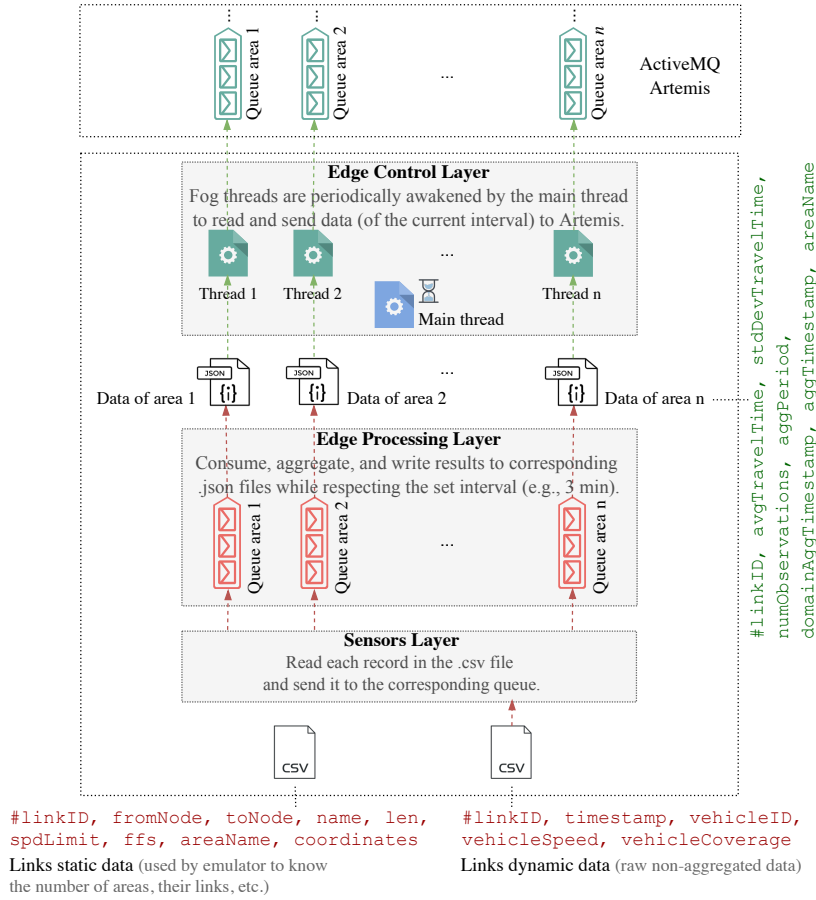 Queue area 1
Queue area 2
...
Queue area n
ActiveMQ
Artemis
Edge Control Layer
Fog threads are periodically awakened by the main thread
to read and send data (of the current interval) to Artemis.
...
Thread 1
Thread 2
Thread n
Main thread
JSON
{i}
JSON
{i}
...
JSON
{i}
Data of area 1
Data of area 2
Data of area n
Edge Processing Layer
Consume, aggregate, and write results to corresponding
.json files while respecting the set interval (e.g., 3 min).
Queue area 1
Queue area 2
...
Queue area n
Sensors Layer
Read each record in the .csv file
and send it to the corresponding queue.
CSV
CSV
#linkID, fromNode, toNode, name, len,
spdLimit, ffs, areaName, coordinates
Links static data (used by emulator to know
the number of areas, their links, etc.)
#linkID, timestamp, vehicleID,
vehicleSpeed, vehicleCoverage
Links dynamic data (raw non-aggregated data)
#linkID, avgTravelTime, stdDevTravelTime,
numObservations, aggPeriod,
domainAggTimestamp, aggTimestamp, areaName